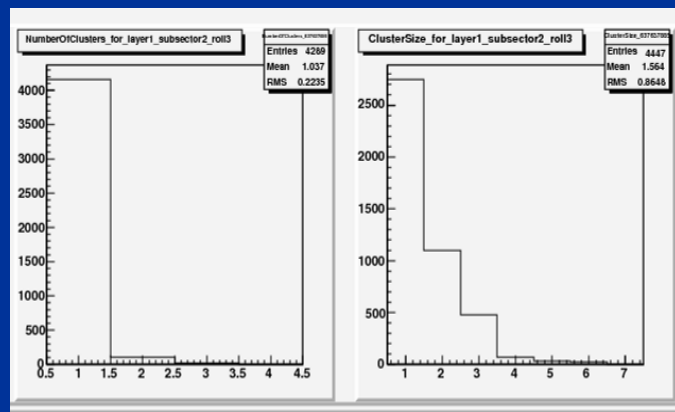 NumberOfClusters_for_layer1_subsector2_roll3
Entries 4289
Mean 1.037
RMS 0.2235
4000
3500
3000
2500
2000
1500
1000
500
0
0.5 1 1.5 2 2.5 3 3.5 4 4.5
ClusterSize_for_layer1_subsector2_roll3
Entries 4447
Mean 1.564
RMS 0.8648
2500
2000
1500
1000
500
0
1 2 3 4 5 6 7